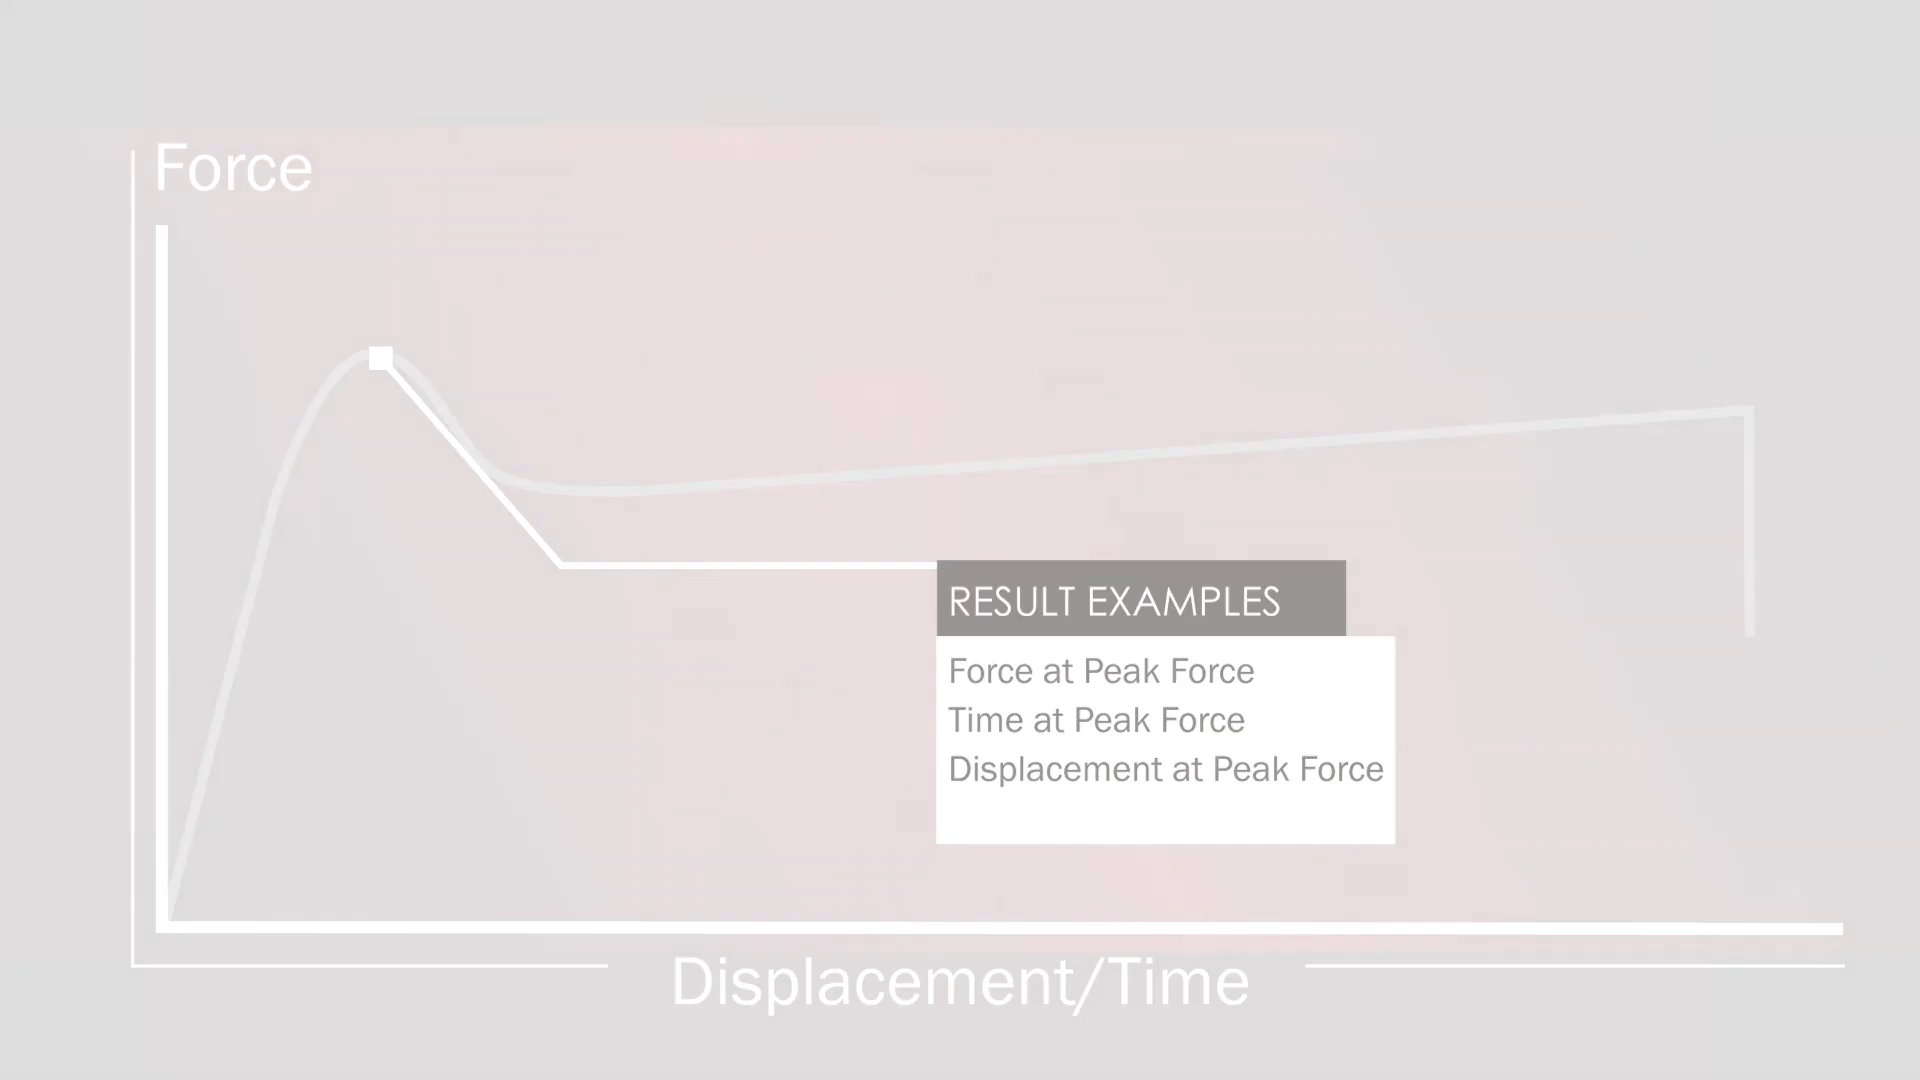 Force
RESULT EXAMPLES
Force at Peak Force
Time at Peak Force
Displacement at Peak Force
Displacement/Time